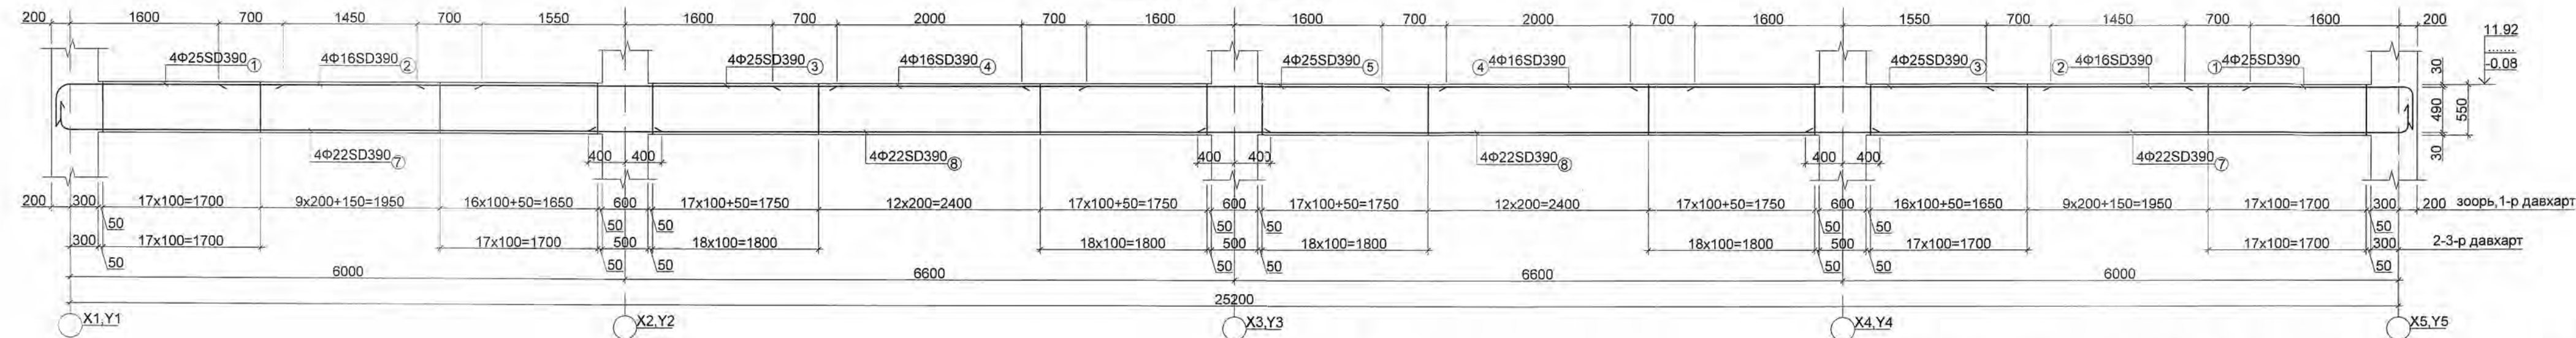 200 1600 700 1450 700 1550 1600 700 2000 700 1600 1600 700 2000 700 1600 1550 700 1450 700 1600 200
11.92
.......
-0.08
4Φ25SD390① 4Φ16SD390② 4Φ25SD390③ 4Φ16SD390④ 4Φ25SD390⑤ ④4Φ16SD390 4Φ25SD390③ ②4Φ16SD390 ①4Φ25SD390
30
490
550
30
4Φ22SD390⑦ 400 400 4Φ22SD390⑧ 400 400 4Φ22SD390⑧ 400 400 4Φ22SD390⑦
200 300 17x100=1700 9x200+150=1950 16x100+50=1650 600 17x100+50=1750 12x200=2400 17x100+50=1750 600 17x100+50=1750 12x200=2400 17x100+50=1750 600 16x100+50=1650 9x200+150=1950 17x100=1700 300 200 зоорь,1-р давхарт
50 50 50 50 50 50 50 50
300 17x100=1700 17x100=1700 500 18x100=1800 18x100=1800 500 18x100=1800 18x100=1800 500 17x100=1700 17x100=1700 300 2-3-р давхарт
50 50 50 50 50 50 50 50
6000 6600 6600 6000
25200
X1,Y1 X2,Y2 X3,Y3 X4,Y4 X5,Y5